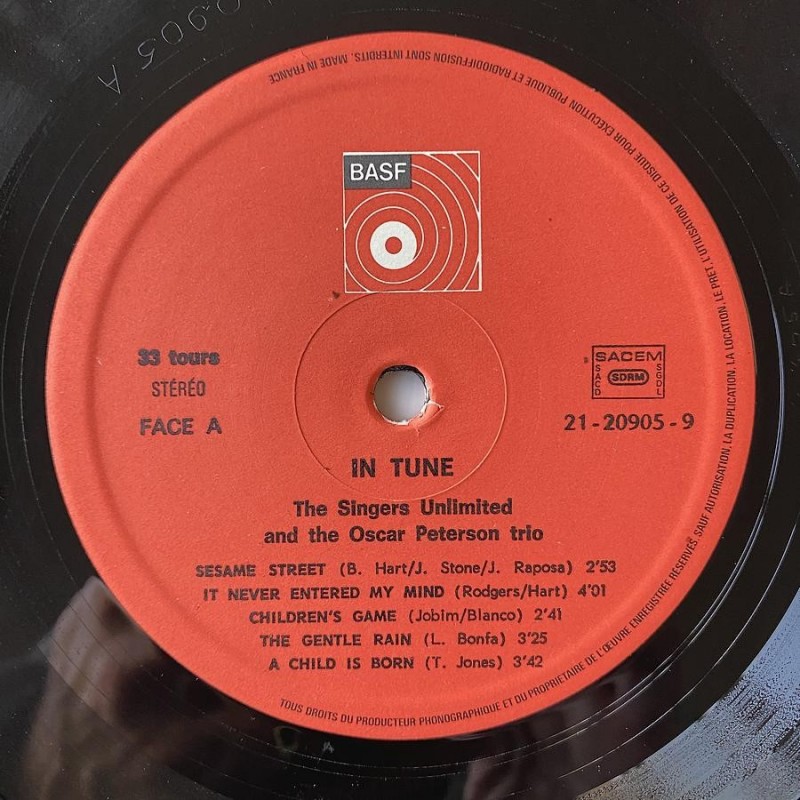 BASF
33 tours
STÉRÉO
FACE A
SACEM
SACD
SDRM
SGDL
21-20905-9
IN TUNE
The Singers Unlimited
and the Oscar Peterson trio
SESAME STREET (B. Hart/J. Stone/J. Raposa) 2'53
IT NEVER ENTERED MY MIND (Rodgers/Hart) 4'01
CHILDREN'S GAME (Jobim/Blanco) 2'41
THE GENTLE RAIN (L. Bonfa) 3'25
A CHILD IS BORN (T. Jones) 3'42
TOUS DROITS DU PRODUCTEUR PHONOGRAPHIQUE ET DU PROPRIETAIRE DE L'ŒUVRE ENREGISTRÉE RÉSERVÉS. SAUF AUTORISATION, LA DUPLICATION, LA LOCATION, LE PRÊT, L'UTILISATION DE CE DISQUE POUR EXÉCUTION PUBLIQUE ET RADIODIFFUSION SONT INTERDITS. MADE IN FRANCE